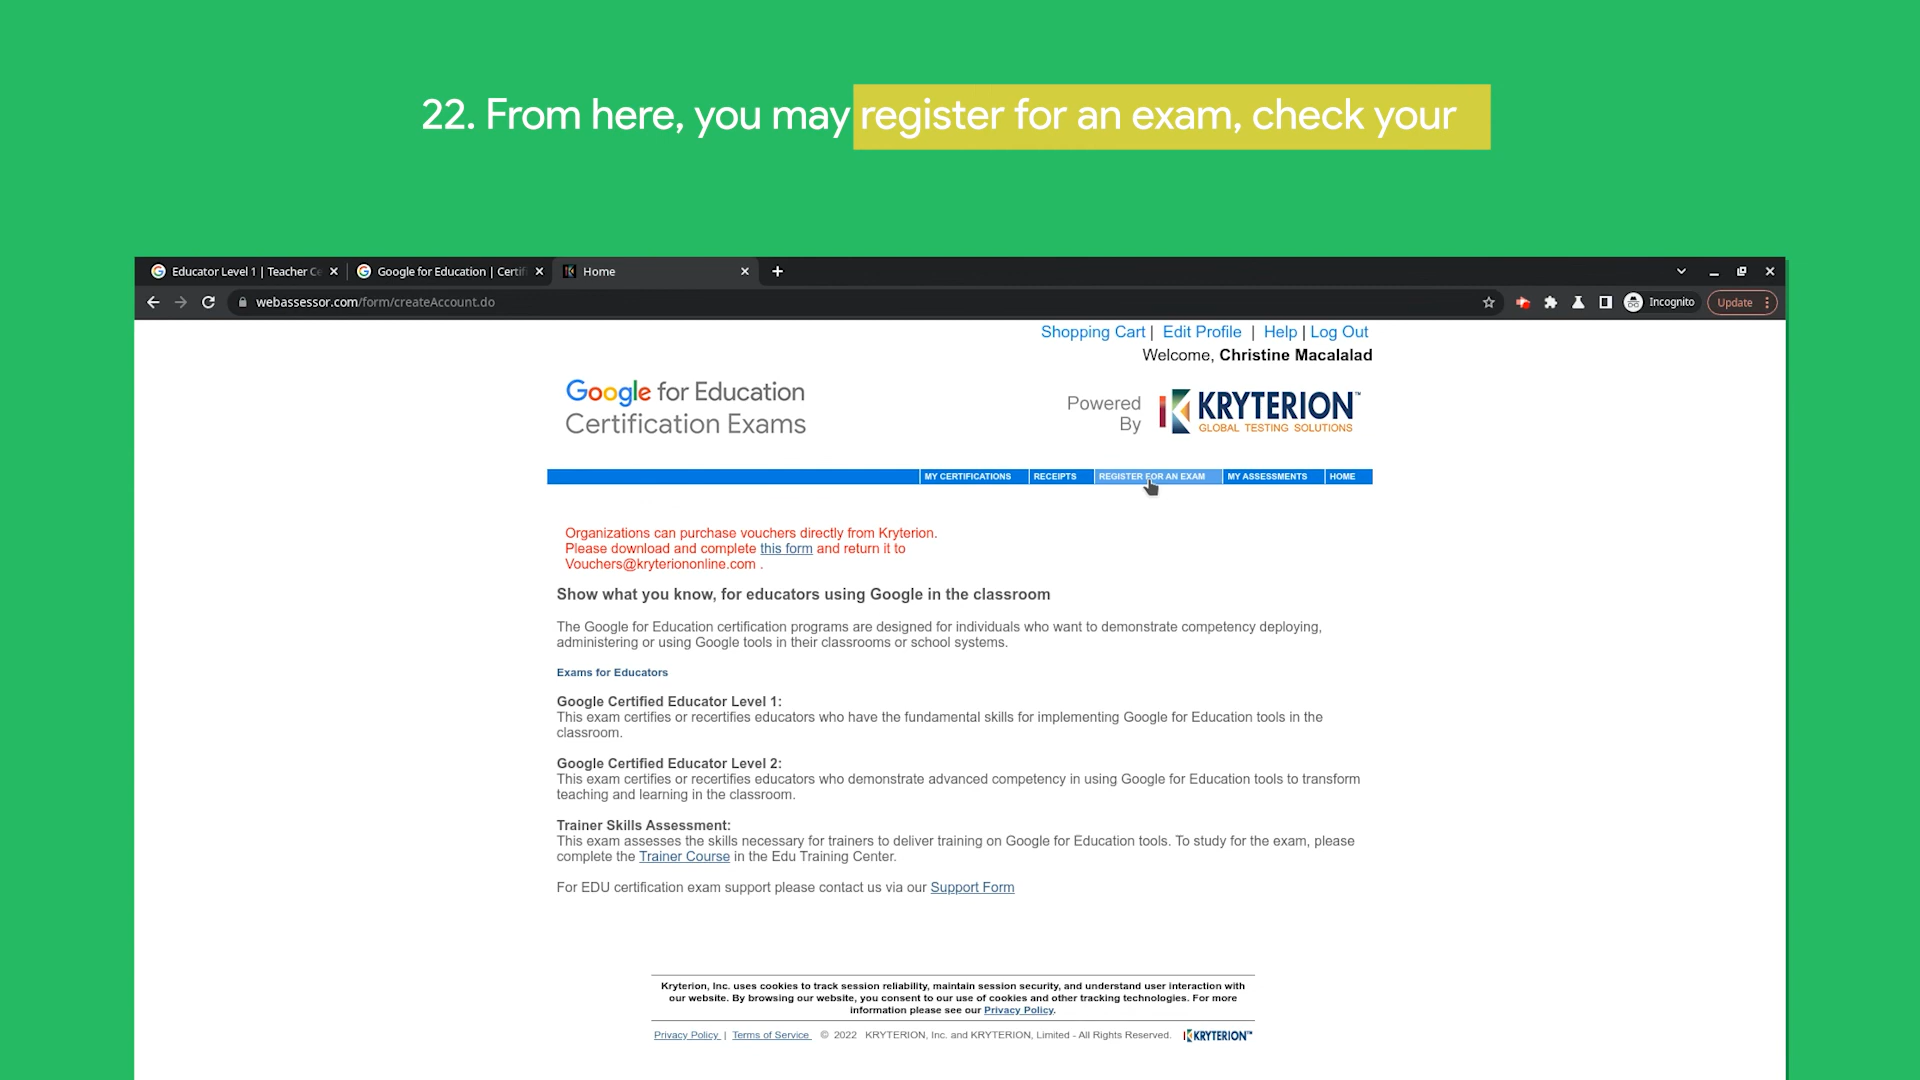 22. From here, you may register for an exam, check your
Educator Level 1 | Teacher Ce
Google for Education | Certifi
Home
webassessor.com/form/createAccount.do
Incognito
Update
Shopping Cart | Edit Profile | Help | Log Out
Welcome, Christine Macalalad
Google for Education
Certification Exams
Powered
By
KRYTERION™
GLOBAL TESTING SOLUTIONS
MY CERTIFICATIONS
RECEIPTS
REGISTER FOR AN EXAM
MY ASSESSMENTS
HOME
Organizations can purchase vouchers directly from Kryterion.
Please download and complete this form and return it to
Vouchers@kryteriononline.com .
Show what you know, for educators using Google in the classroom
The Google for Education certification programs are designed for individuals who want to demonstrate competency deploying,
administering or using Google tools in their classrooms or school systems.
Exams for Educators
Google Certified Educator Level 1:
This exam certifies or recertifies educators who have the fundamental skills for implementing Google for Education tools in the
classroom.
Google Certified Educator Level 2:
This exam certifies or recertifies educators who demonstrate advanced competency in using Google for Education tools to transform
teaching and learning in the classroom.
Trainer Skills Assessment:
This exam assesses the skills necessary for trainers to deliver training on Google for Education tools. To study for the exam, please
complete the Trainer Course in the Edu Training Center.
For EDU certification exam support please contact us via our Support Form
Kryterion, Inc. uses cookies to track session reliability, maintain session security, and understand user interaction with
our website. By browsing our website, you consent to our use of cookies and other tracking technologies. For more
information please see our Privacy Policy.
Privacy Policy | Terms of Service © 2022 KRYTERION, Inc. and KRYTERION, Limited - All Rights Reserved. KRYTERION™